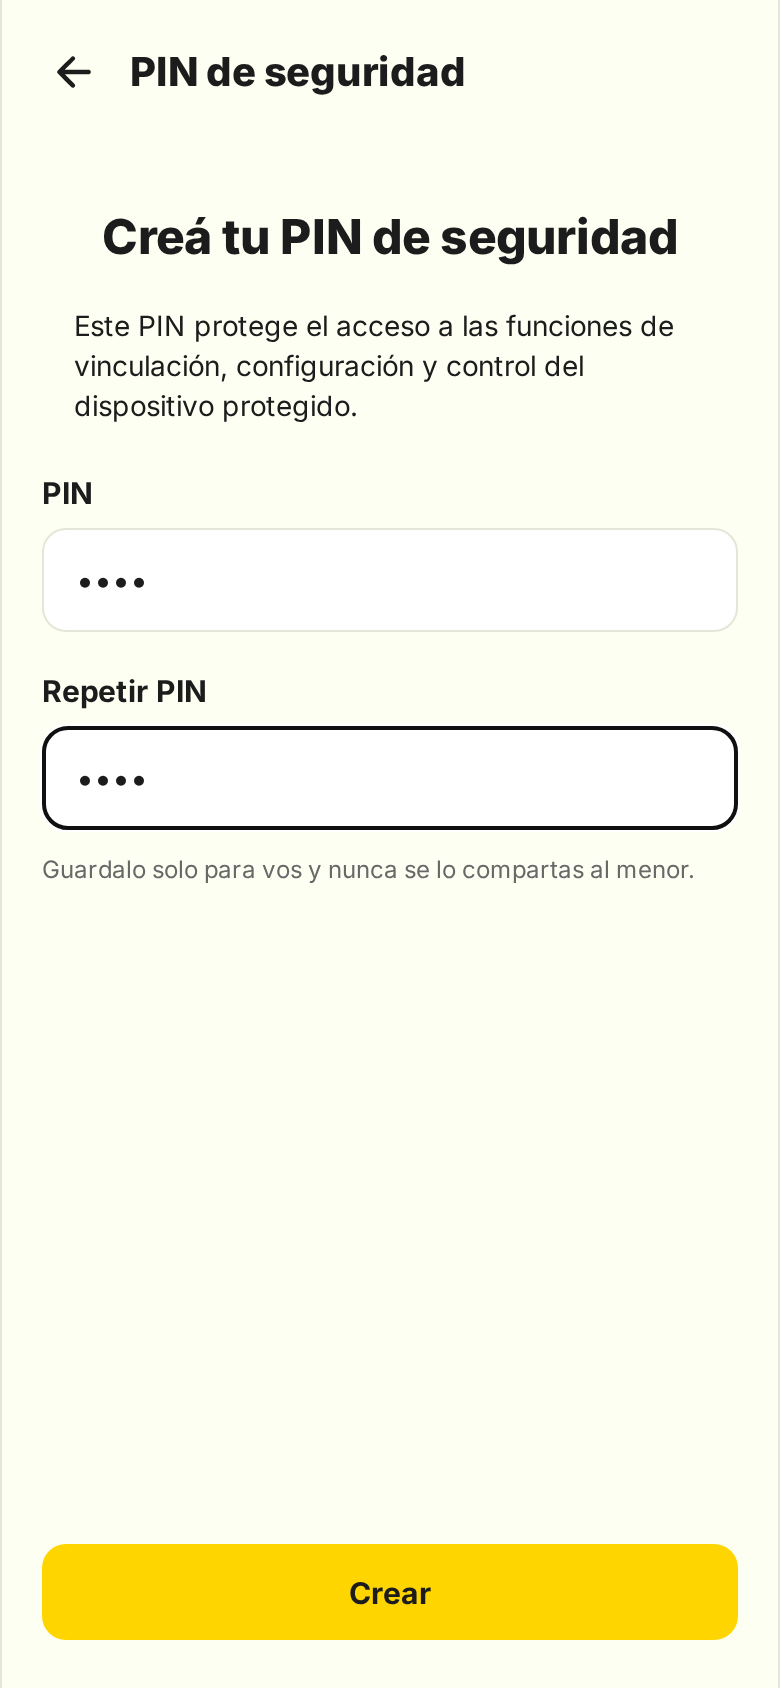 PIN de seguridad
Creá tu PIN de seguridad
Este PIN protege el acceso a las funciones de
vinculación, configuración y control del
dispositivo protegido.
PIN
••••
Repetir PIN
••••
Guardalo solo para vos y nunca se lo compartas al menor.
Crear